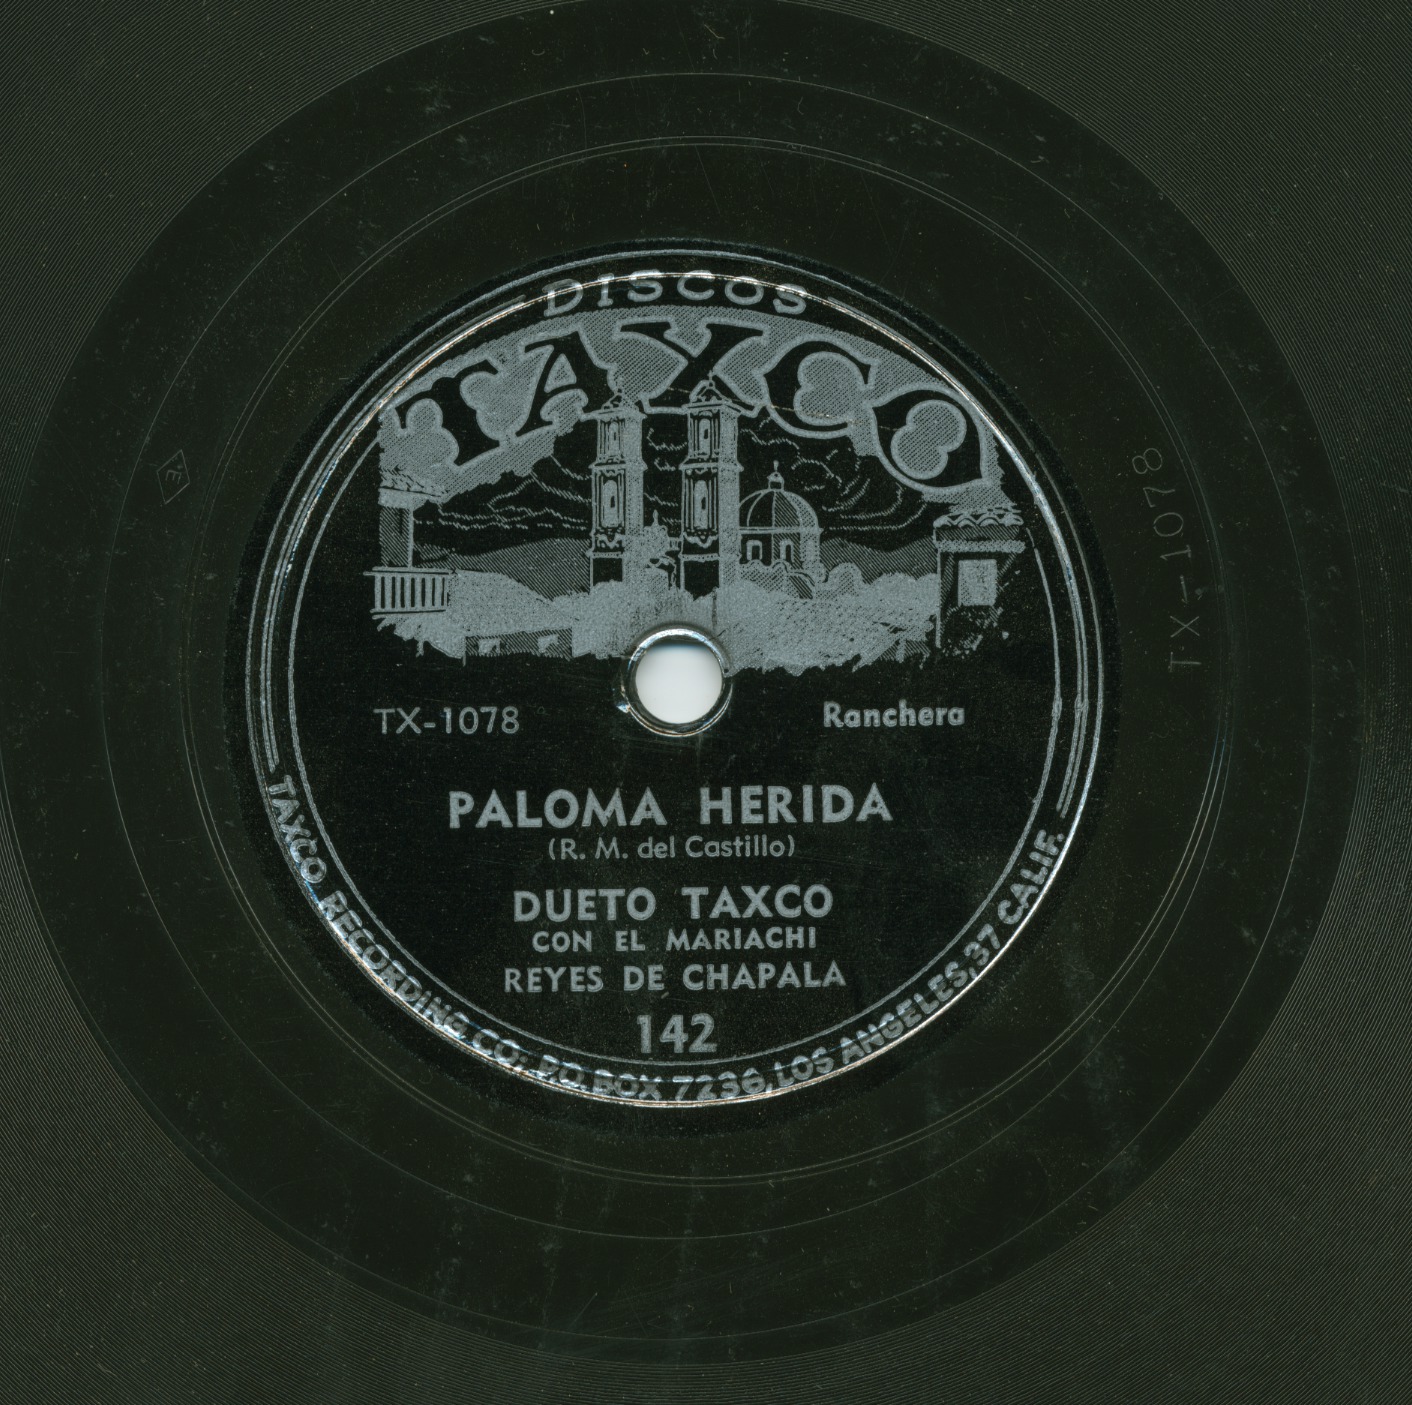 DISCOS
TAXCO
TX-1078
Ranchera
PALOMA HERIDA
(R. M. del Castillo)
DUETO TAXCO
CON EL MARIACHI
REYES DE CHAPALA
142
TAXCO RECORDING CO; P.O. BOX 7236, LOS ANGELES, 37 CALIF.
TX-1078